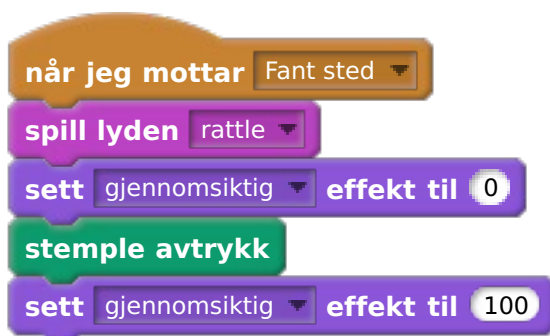 når jeg mottar Fant sted
spill lyden rattle
sett gjennomsiktig effekt til 0
stemple avtrykk
sett gjennomsiktig effekt til 100